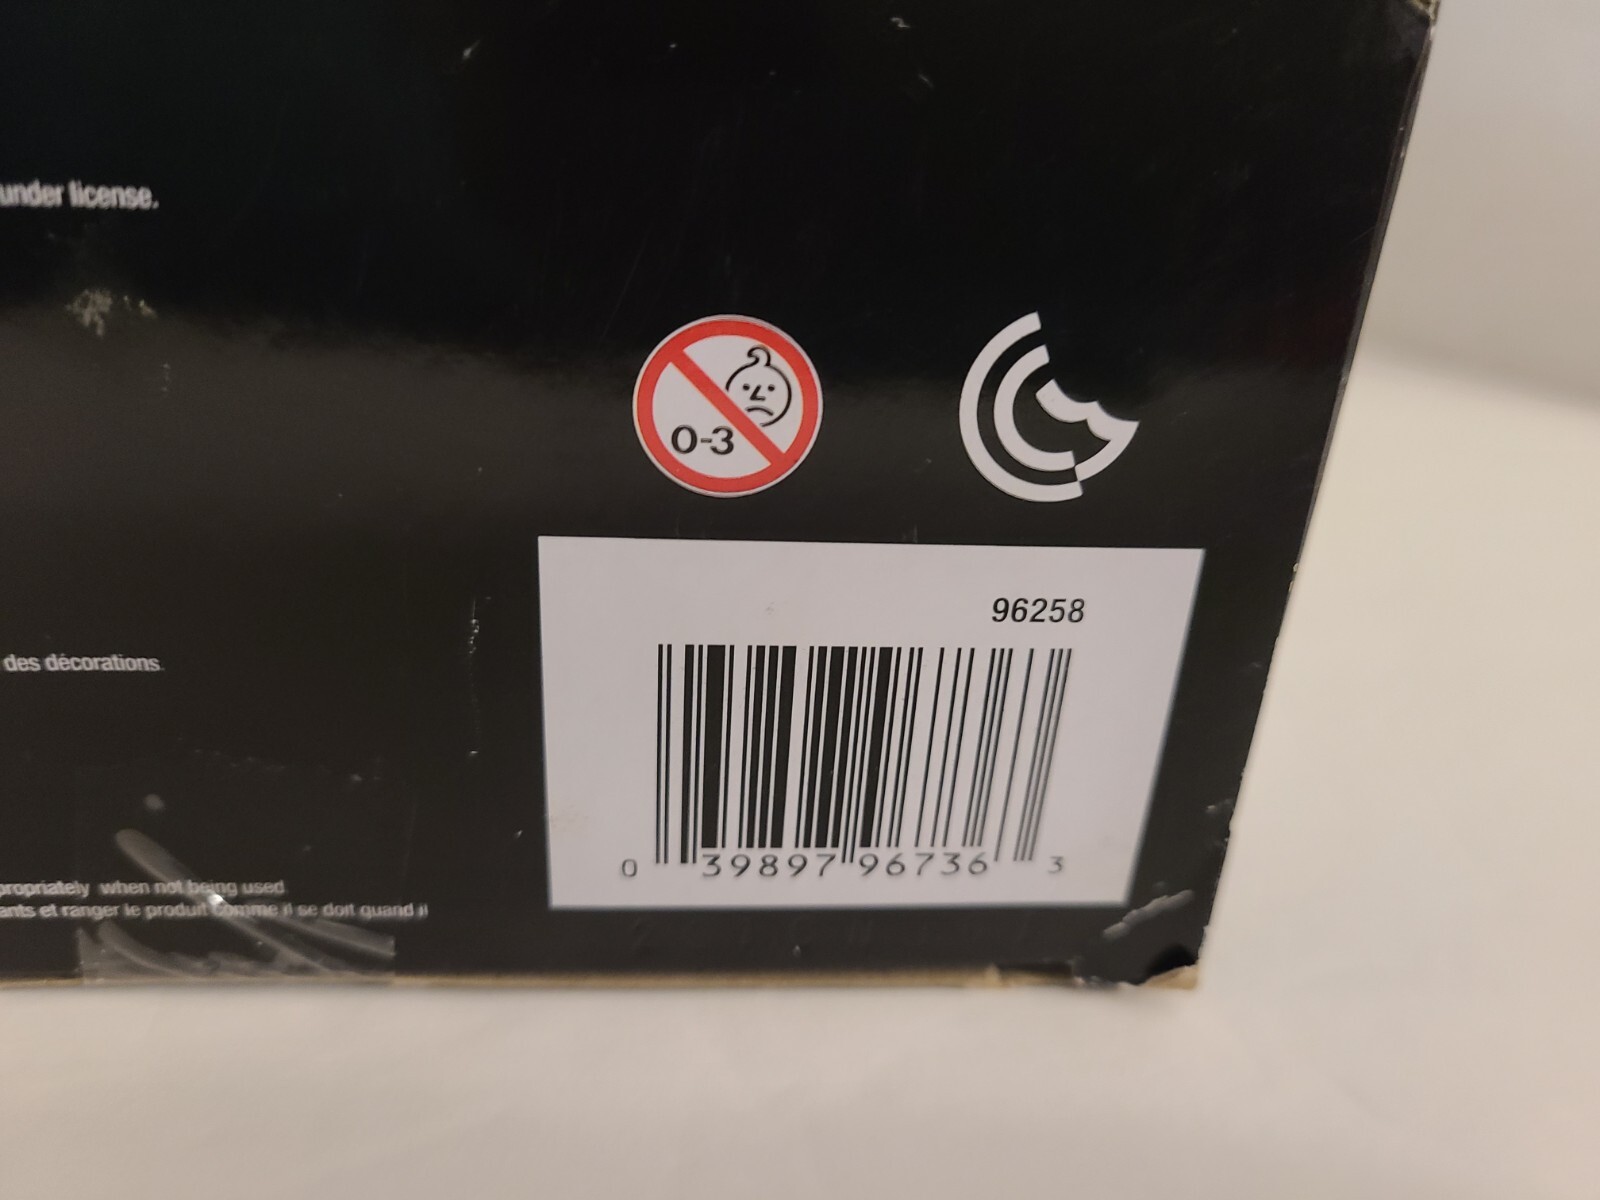 under license.
0-3
96258
des décorations.
0 39897 96736 3
propriately when not being used
ants et ranger le produit comme il se doit quand il